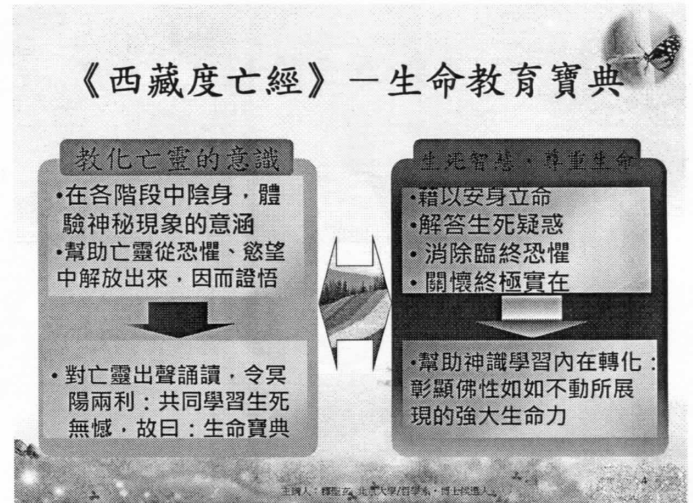 《西藏度亡經》－生命教育寶典
教化亡靈的意識
•在各階段中陰身，體
驗神秘現象的意涵
•幫助亡靈從恐懼、慾望
中解放出來，因而證悟
•對亡靈出聲誦讀，令冥
陽兩利：共同學習生死
無憾，故曰：生命寶典
生死智慧、尊重生命
•藉以安身立命
•解答生死疑惑
•消除臨終恐懼
•關懷終極實在
•幫助神識學習內在轉化：
彰顯佛性如如不動所展
現的強大生命力
4